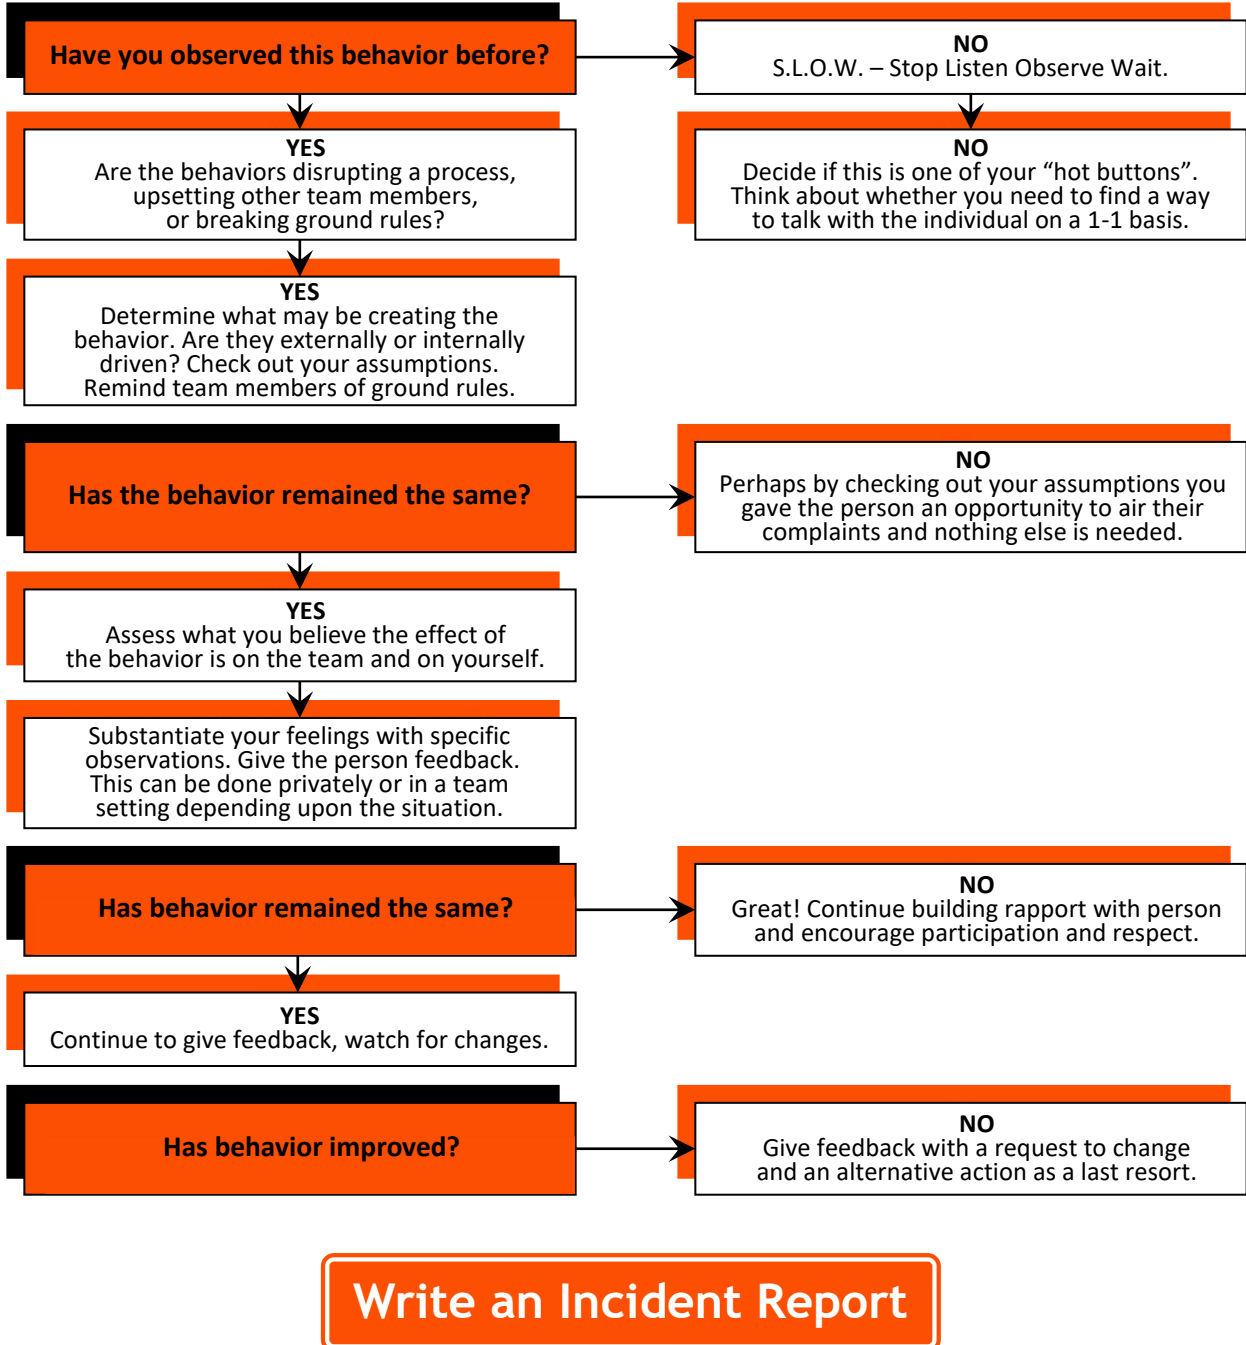 Have you observed this behavior before?
NO
S.L.O.W. – Stop Listen Observe Wait.
YES
Are the behaviors disrupting a process,
upsetting other team members,
or breaking ground rules?
NO
Decide if this is one of your “hot buttons”.
Think about whether you need to find a way
to talk with the individual on a 1-1 basis.
YES
Determine what may be creating the
behavior. Are they externally or internally
driven? Check out your assumptions.
Remind team members of ground rules.
Has the behavior remained the same?
NO
Perhaps by checking out your assumptions you
gave the person an opportunity to air their
complaints and nothing else is needed.
YES
Assess what you believe the effect of
the behavior is on the team and on yourself.
Substantiate your feelings with specific
observations. Give the person feedback.
This can be done privately or in a team
setting depending upon the situation.
Has behavior remained the same?
NO
Great! Continue building rapport with person
and encourage participation and respect.
YES
Continue to give feedback, watch for changes.
Has behavior improved?
NO
Give feedback with a request to change
and an alternative action as a last resort.
Write an Incident Report